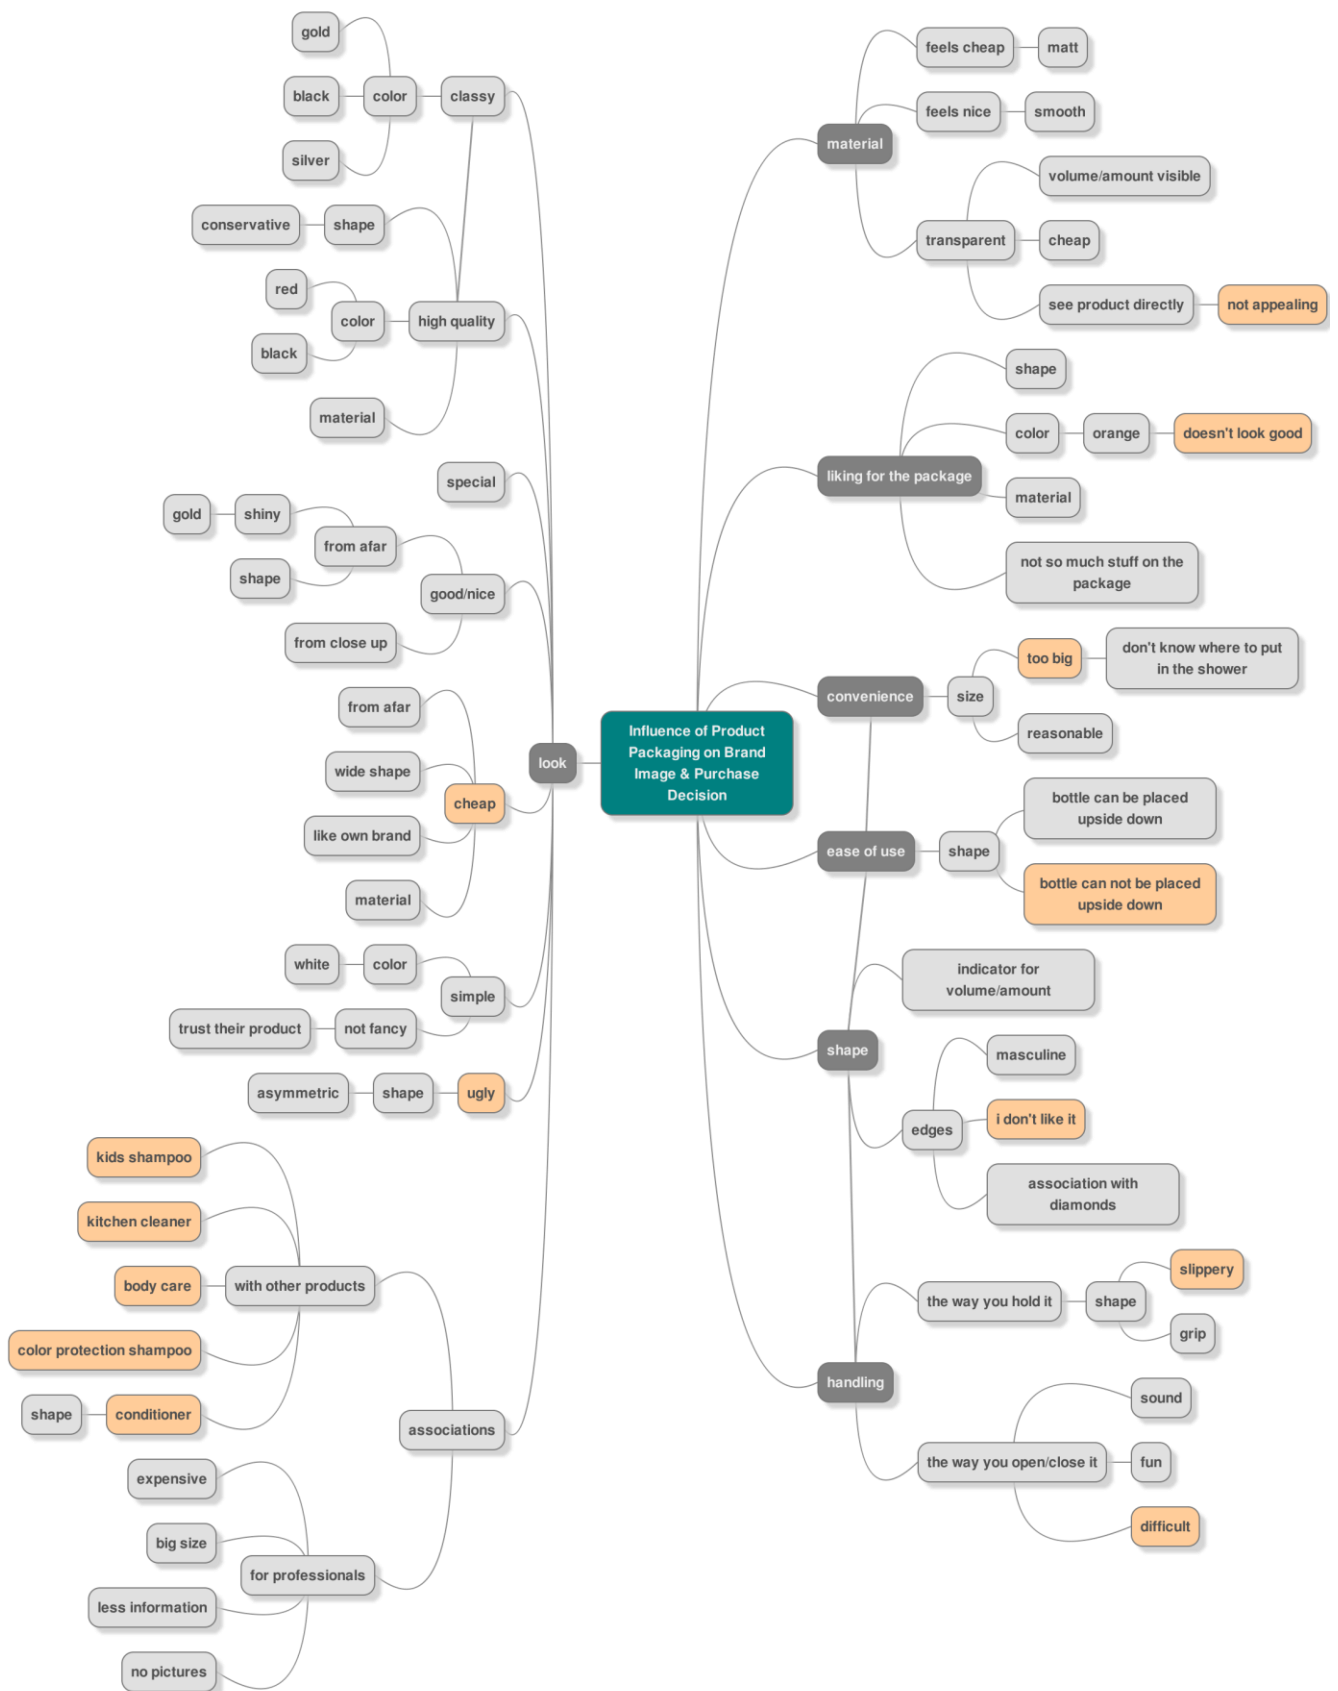 gold
black
color
classy
silver
conservative
shape
red
color
high quality
black
material
special
gold
shiny
from afar
shape
good/nice
from close up
from afar
wide shape
cheap
like own brand
material
white
color
simple
trust their product
not fancy
asymmetric
shape
ugly
kids shampoo
kitchen cleaner
body care
with other products
color protection shampoo
shape
conditioner
associations
expensive
big size
for professionals
less information
no pictures
look
Influence of Product
Packaging on Brand
Image & Purchase
Decision
material
feels cheap
matt
feels nice
smooth
volume/amount visible
transparent
cheap
see product directly
not appealing
liking for the package
shape
color
orange
doesn't look good
material
not so much stuff on the
package
convenience
size
too big
don't know where to put
in the shower
reasonable
ease of use
shape
bottle can be placed
upside down
bottle can not be placed
upside down
shape
indicator for
volume/amount
edges
masculine
i don't like it
association with
diamonds
handling
the way you hold it
shape
slippery
grip
the way you open/close it
sound
fun
difficult